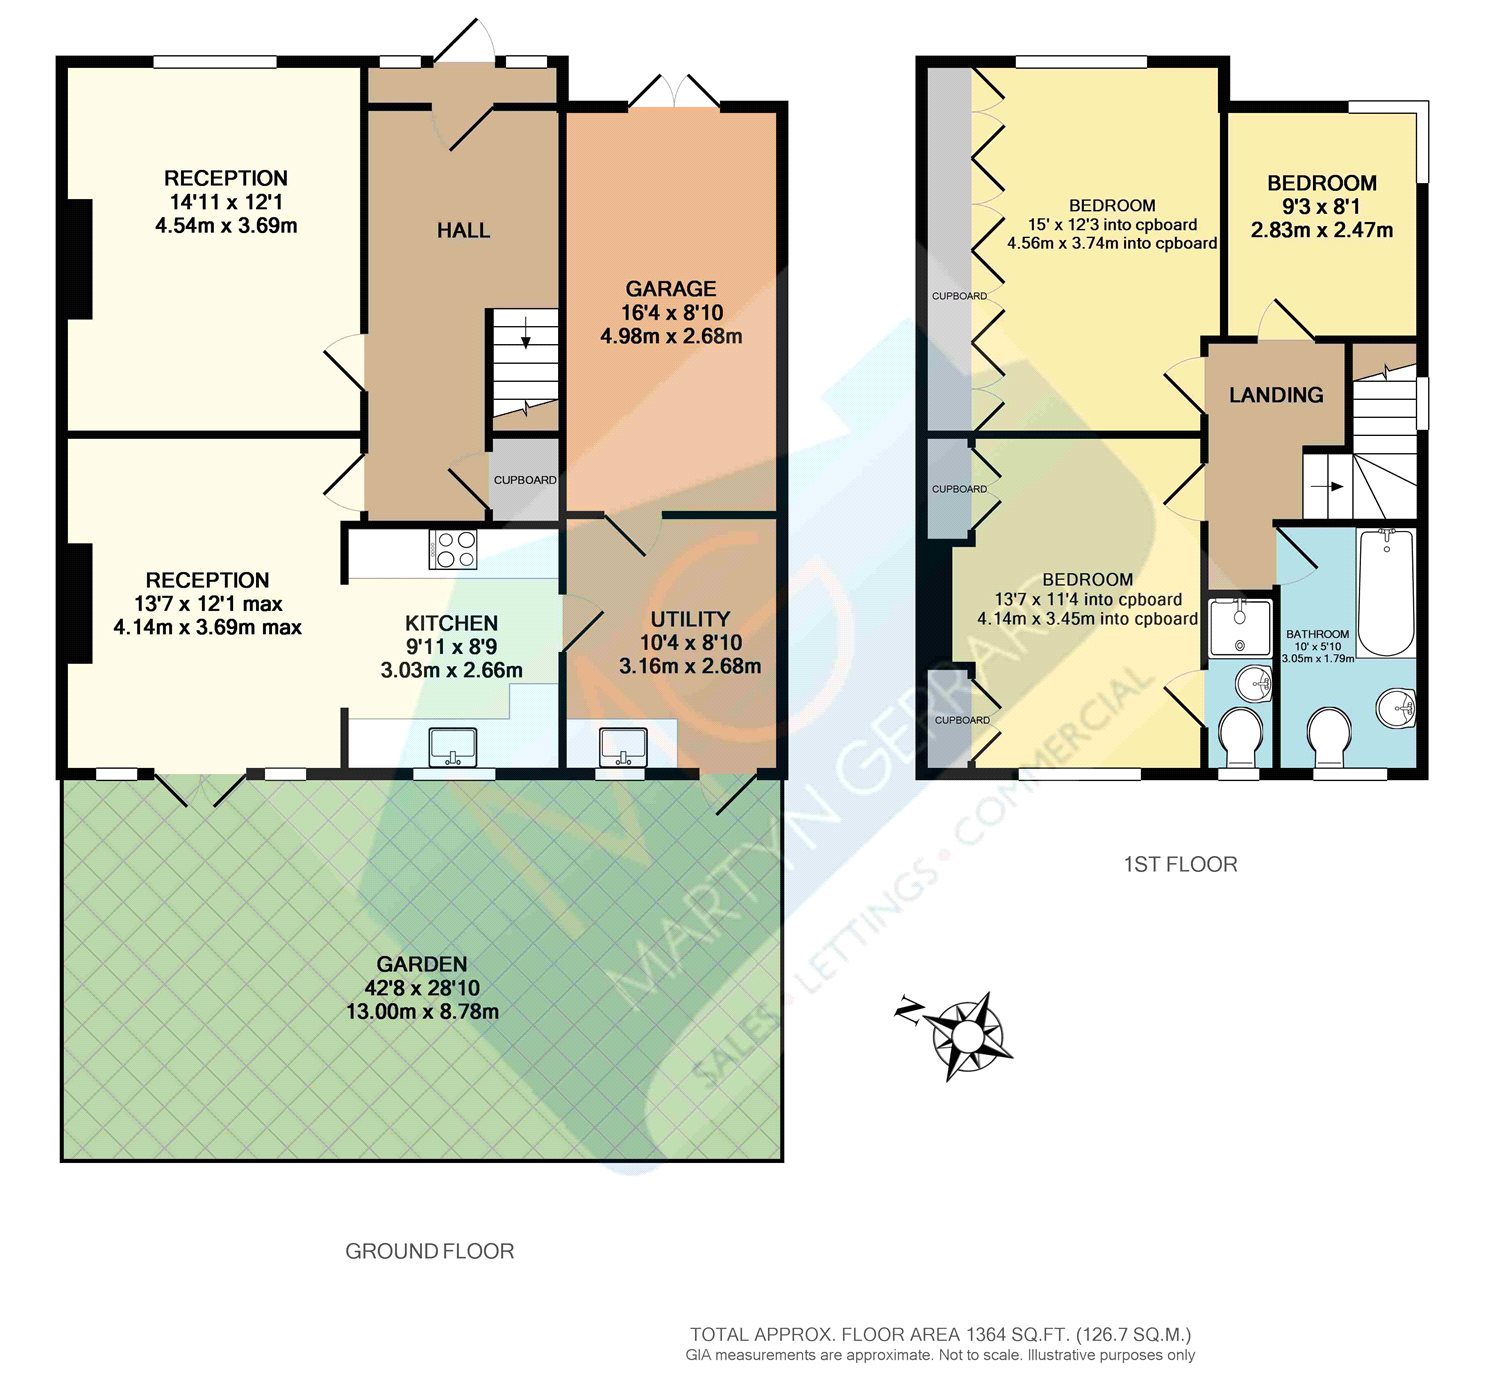 RECEPTION
14'11 x 12'1
4.54m x 3.69m
HALL
GARAGE
16'4 x 8'10
4.98m x 2.68m
CUPBOARD
RECEPTION
13'7 x 12'1 max
4.14m x 3.69m max
KITCHEN
9'11 x 8'9
3.03m x 2.66m
UTILITY
10'4 x 8'10
3.16m x 2.68m
GARDEN
42'8 x 28'10
13.00m x 8.78m
GROUND FLOOR
BEDROOM
15' x 12'3 into cpboard
4.56m x 3.74m into cpboard
BEDROOM
9'3 x 8'1
2.83m x 2.47m
CUPBOARD
LANDING
CUPBOARD
BEDROOM
13'7 x 11'4 into cpboard
4.14m x 3.45m into cpboard
BATHROOM
10' x 5'10
3.05m x 1.79m
CUPBOARD
1ST FLOOR
N
MG
MARTYN GERRARD
SALES • LETTINGS • COMMERCIAL
TOTAL APPROX. FLOOR AREA 1364 SQ.FT. (126.7 SQ.M.)
GIA measurements are approximate. Not to scale. Illustrative purposes only